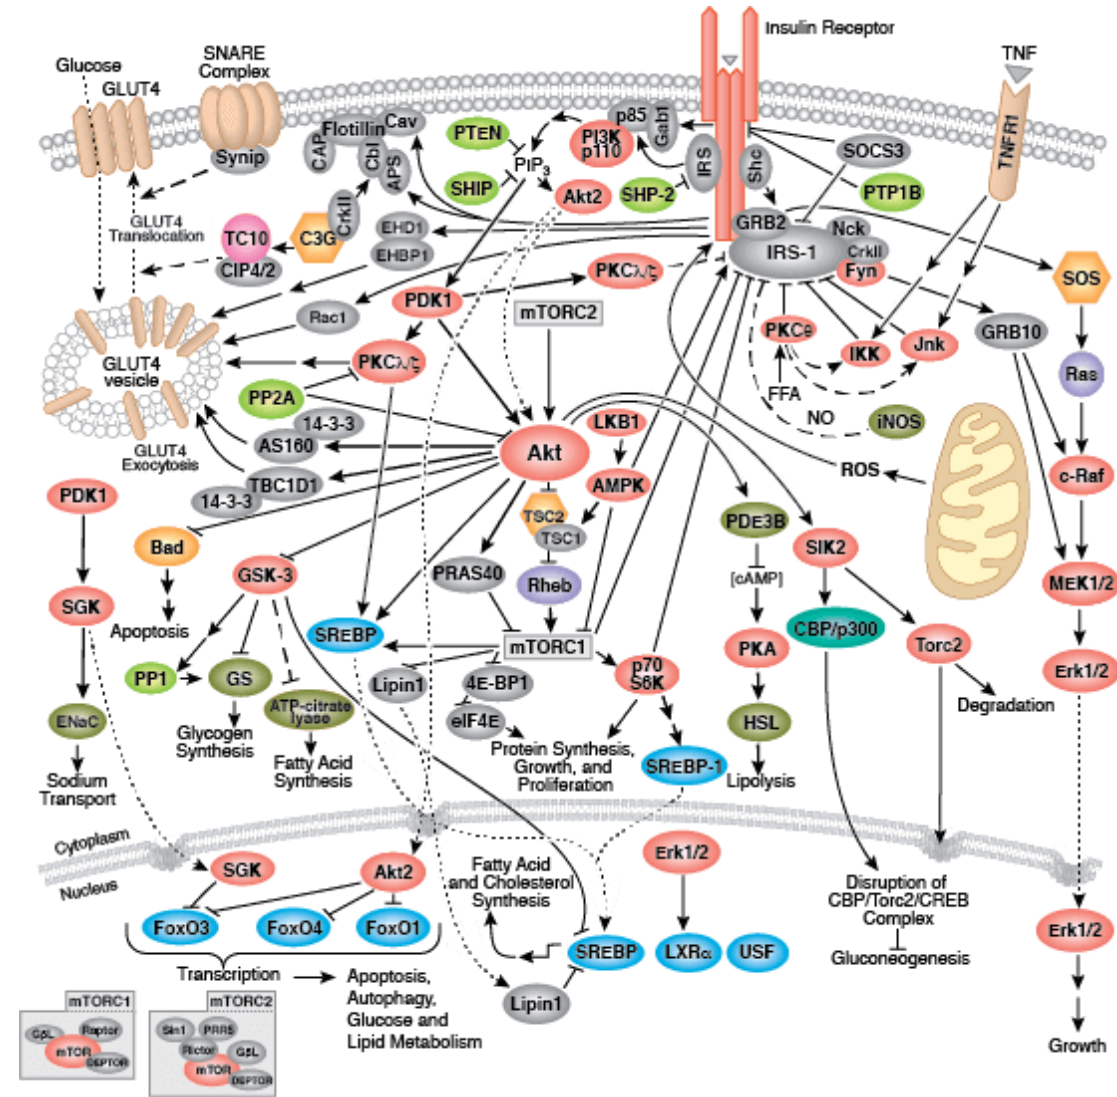 Insulin Receptor
SNARE
Complex
Glucose
GLUT4
TNF
TNFR1
Synip
CAP
Flotillin
Cav
Cbl
APS
CrkII
C3G
TC10
CIP4/2
GLUT4
Translocation
PTEN
SHIP
PIP3
PI3K
p110
p85
Gab1
IRS
SHP-2
Akt2
Shc
SOCS3
PTP1B
GRB2
Nck
IRS-1
CrkII
Fyn
EHD1
EHBP1
PKCλ/ζ
PDK1
mTORC2
SOS
Rac1
GRB10
PKCθ
IKK
Jnk
FFA
NO
iNOS
Ras
GLUT4
vesicle
PKCλ/ζ
PP2A
14-3-3
AS160
TBC1D1
14-3-3
GLUT4
Exocytosis
Akt
LKB1
AMPK
ROS
c-Raf
PDK1
Bad
TSC2
TSC1
PDE3B
SIK2
GSK-3
PRAS40
Rheb
[cAMP]
MEK1/2
SGK
Apoptosis
SREBP
mTORC1
CBP/p300
PKA
Torc2
Erk1/2
PP1
GS
Lipin1
4E-BP1
p70
S6K
ATP-citrate
lyase
eIF4E
Degradation
ENaC
HSL
Glycogen
Synthesis
Protein Synthesis,
Growth, and
Proliferation
SREBP-1
Fatty Acid
Synthesis
Lipolysis
Sodium
Transport
Cytoplasm
Nucleus
SGK
Akt2
Fatty Acid
and Cholesterol
Synthesis
Erk1/2
Disruption of
CBP/Torc2/CREB
Complex
FoxO3
FoxO4
FoxO1
SREBP
LXRα
USF
Erk1/2
Gluconeogenesis
Transcription
Apoptosis,
Autophagy,
Glucose and
Lipid Metabolism
Lipin1
Growth
mTORC1
GβL
Raptor
mTOR
DEPTOR
mTORC2
Sin1
PRR5
Rictor
GβL
mTOR
DEPTOR